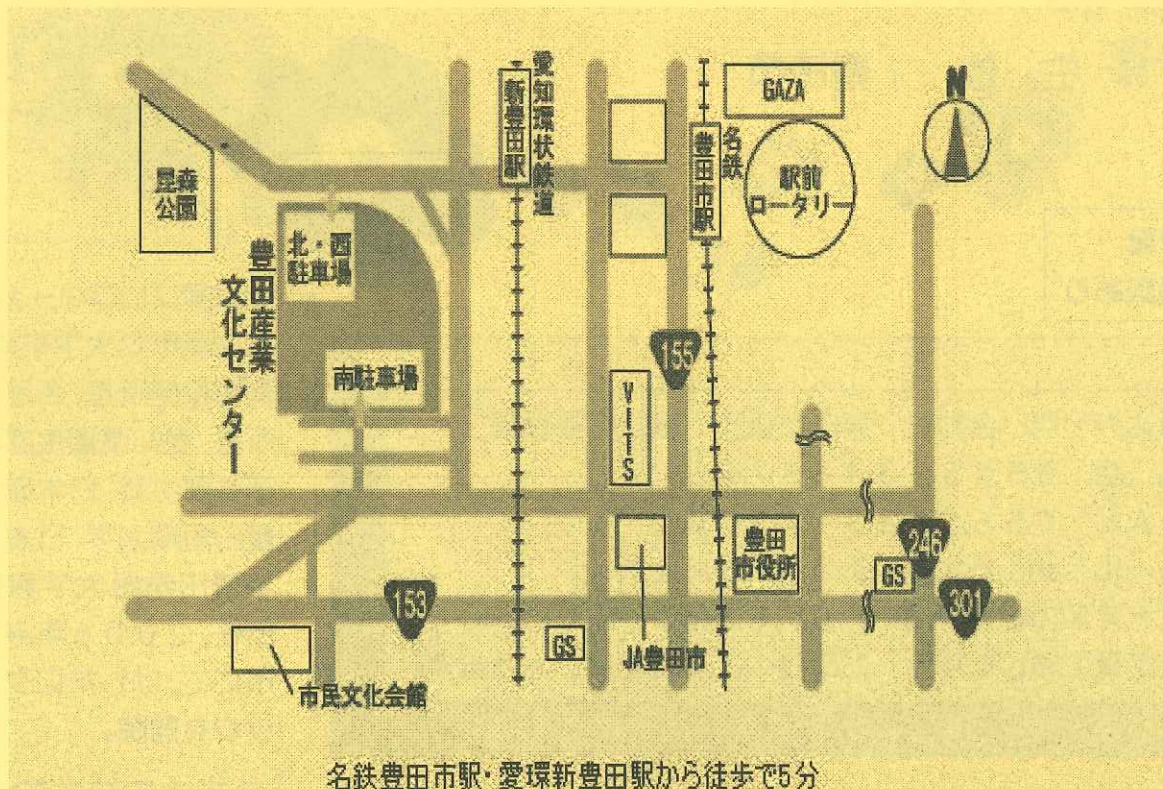 愛知環状鉄道
新豊田駅
GAZA
N
名鉄
豊田市駅
駅前
ロータリー
昆森
公園
北・西
駐車場
豊田産業
文化センター
南駐車場
155
VITS
豊田
市役所
246
GS
301
153
GS
JA豊田市
市民文化会館
名鉄豊田市駅・愛環新豊田駅から徒歩で5分